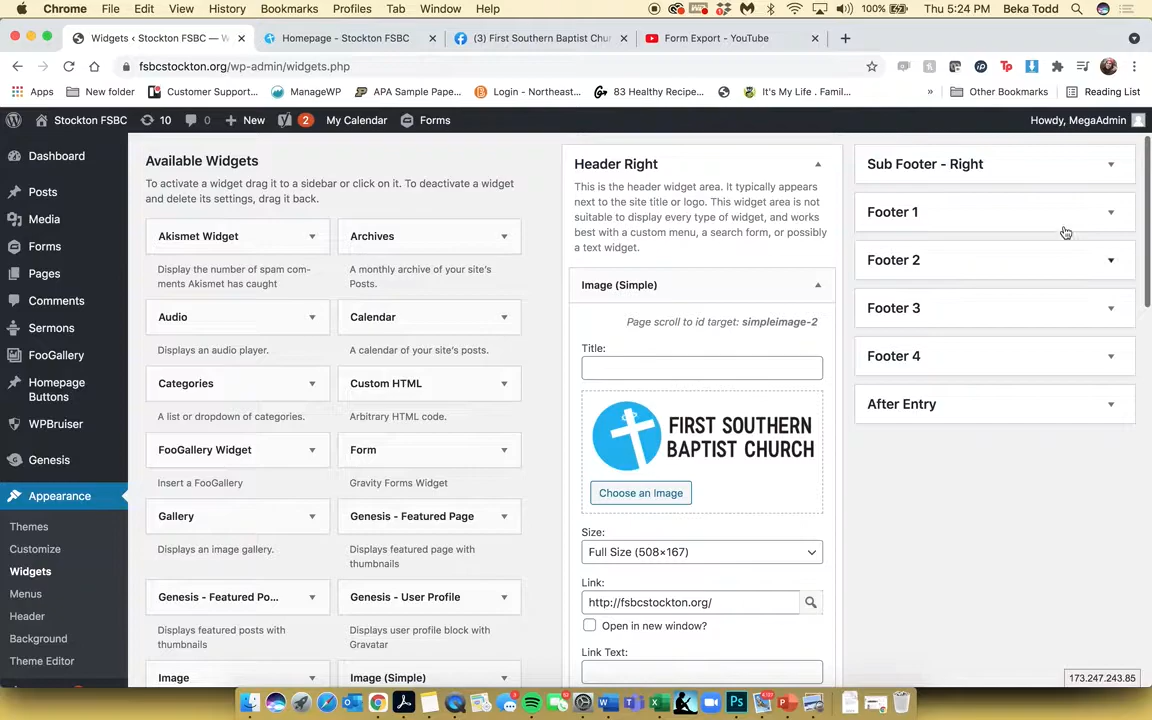 Chrome File Edit View History Bookmarks Profiles Tab Window Help 100% Thu 5:24 PM Beka Todd
Widgets ‹ Stockton FSBC — W
Homepage - Stockton FSBC
(3) First Southern Baptist Chur
Form Export - YouTube
fsbcstockton.org/wp-admin/widgets.php
Apps
New folder
Customer Support...
ManageWP
APA Sample Pape...
Login - Northeast...
83 Healthy Recipe...
It's My Life . Famil...
»
Other Bookmarks
Reading List
Stockton FSBC 10 0 New 2 My Calendar Forms
Howdy, MegaAdmin
Dashboard
Posts
Media
Forms
Pages
Comments
Sermons
FooGallery
Homepage
Buttons
WPBruiser
Genesis
Appearance
Themes
Customize
Widgets
Menus
Header
Background
Theme Editor
Available Widgets
To activate a widget drag it to a sidebar or click on it. To deactivate a widget
and delete its settings, drag it back.
Akismet Widget
Display the number of spam com-
ments Akismet has caught
Archives
A monthly archive of your site's
Posts.
Audio
Displays an audio player.
Calendar
A calendar of your site's posts.
Categories
A list or dropdown of categories.
Custom HTML
Arbitrary HTML code.
FooGallery Widget
Insert a FooGallery
Form
Gravity Forms Widget
Gallery
Displays an image gallery.
Genesis - Featured Page
Displays featured page with
thumbnails
Genesis - Featured Po...
Displays featured posts with
thumbnails
Genesis - User Profile
Displays user profile block with
Gravatar
Image
Image (Simple)
Header Right
This is the header widget area. It typically appears
next to the site title or logo. This widget area is not
suitable to display every type of widget, and works
best with a custom menu, a search form, or possibly
a text widget.
Image (Simple)
Page scroll to id target: simpleimage-2
Title:
FIRST SOUTHERN
BAPTIST CHURCH
Choose an Image
Size:
Full Size (508×167)
Link:
http://fsbcstockton.org/
Open in new window?
Link Text:
Sub Footer - Right
Footer 1
Footer 2
Footer 3
Footer 4
After Entry
173.247.243.85